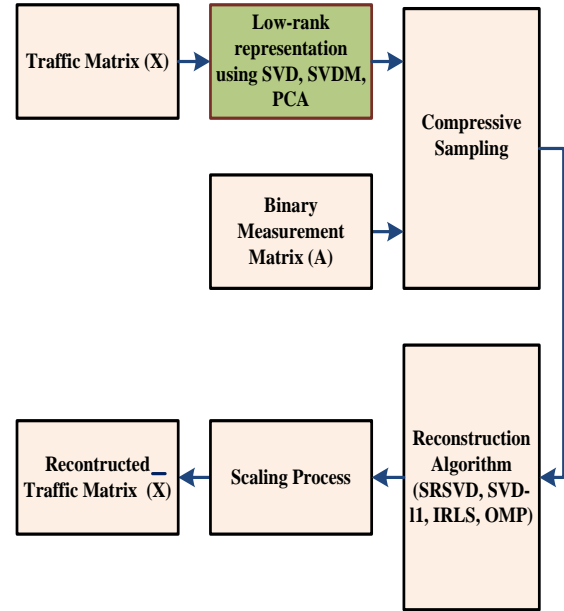 Traffic Matrix (X)
Low-rank
representation
using SVD, SVDM,
PCA
Compressive
Sampling
Binary
Measurement
Matrix (A)
Reconstruction
Algorithm
(SRSVD, SVD-
l1, IRLS, OMP)
Scaling Process
Recontructed
Traffic Matrix (X̅)